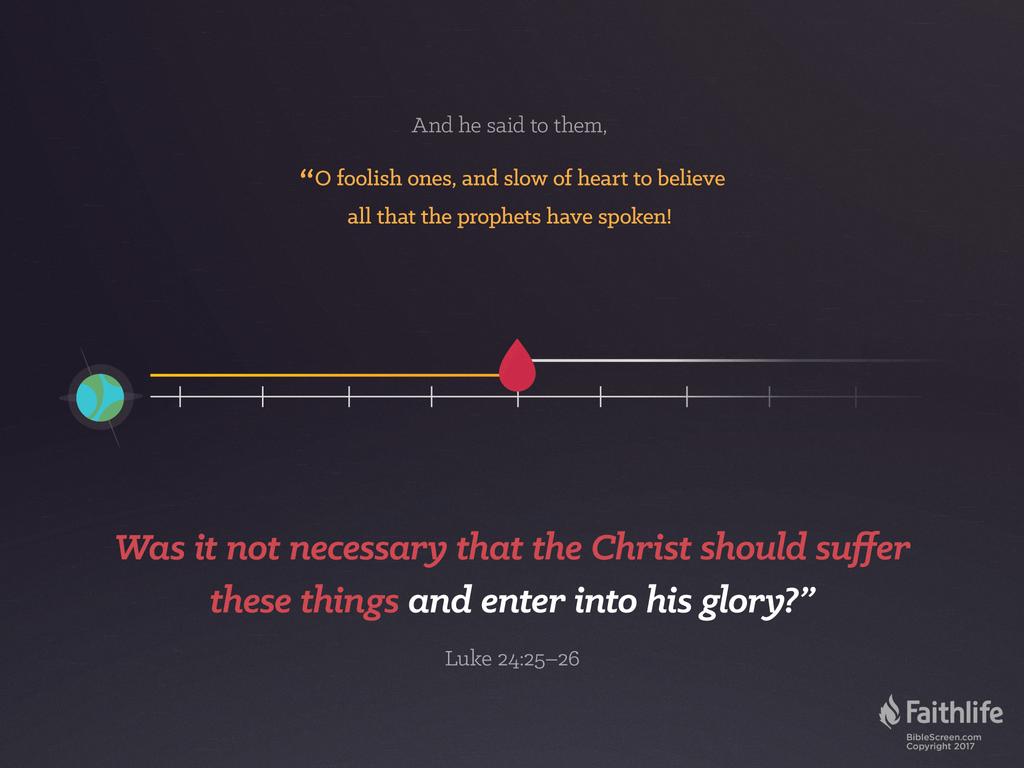 And he said to them,
“O foolish ones, and slow of heart to believe
all that the prophets have spoken!
Was it not necessary that the Christ should suffer
these things and enter into his glory?”
Luke 24:25–26
Faithlife
BibleScreen.com
Copyright 2017